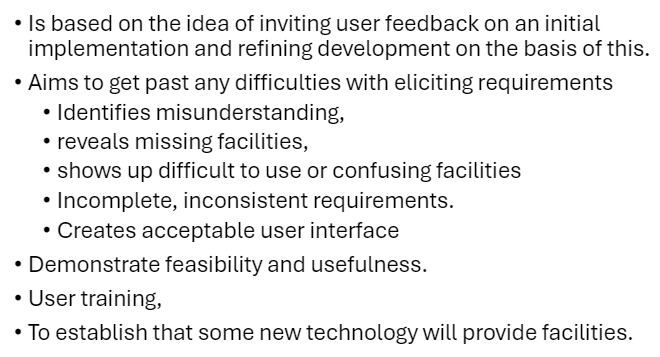 • Is based on the idea of inviting user feedback on an initial
implementation and refining development on the basis of this.
• Aims to get past any difficulties with eliciting requirements
• Identifies misunderstanding,
• reveals missing facilities,
• shows up difficult to use or confusing facilities
• Incomplete, inconsistent requirements.
• Creates acceptable user interface
• Demonstrate feasibility and usefulness.
• User training,
• To establish that some new technology will provide facilities.